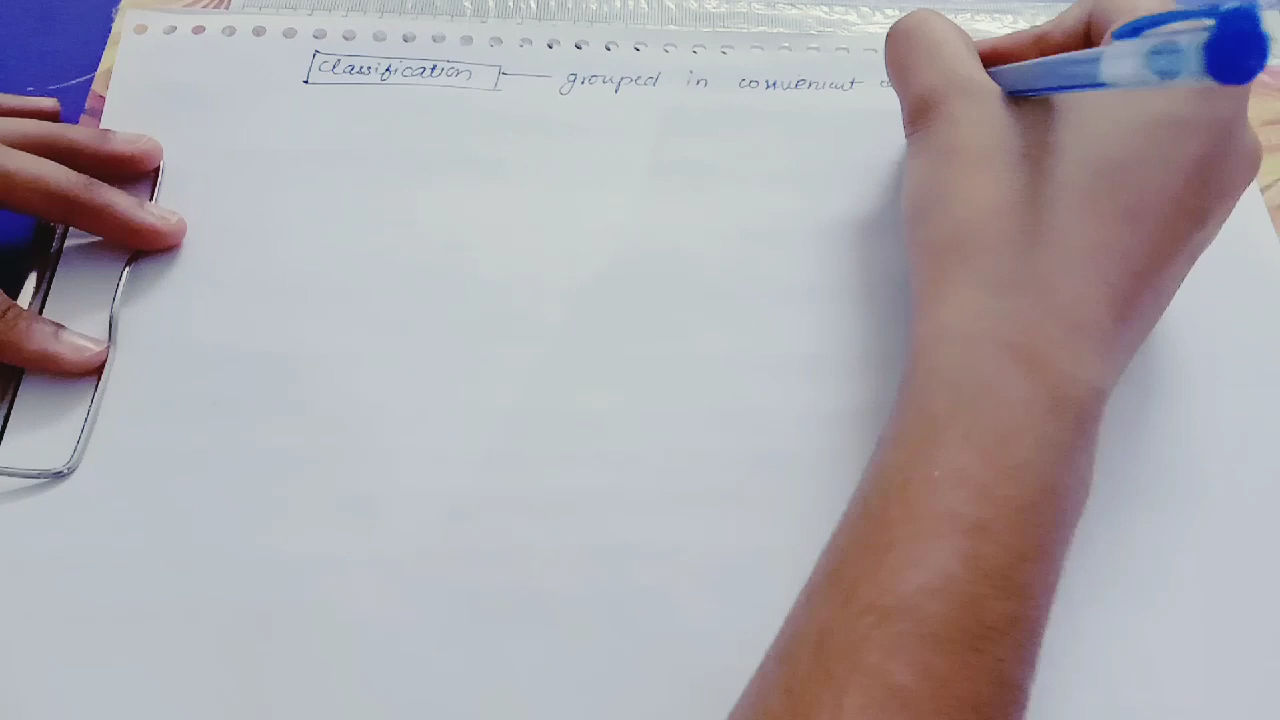 classification — grouped in convenient